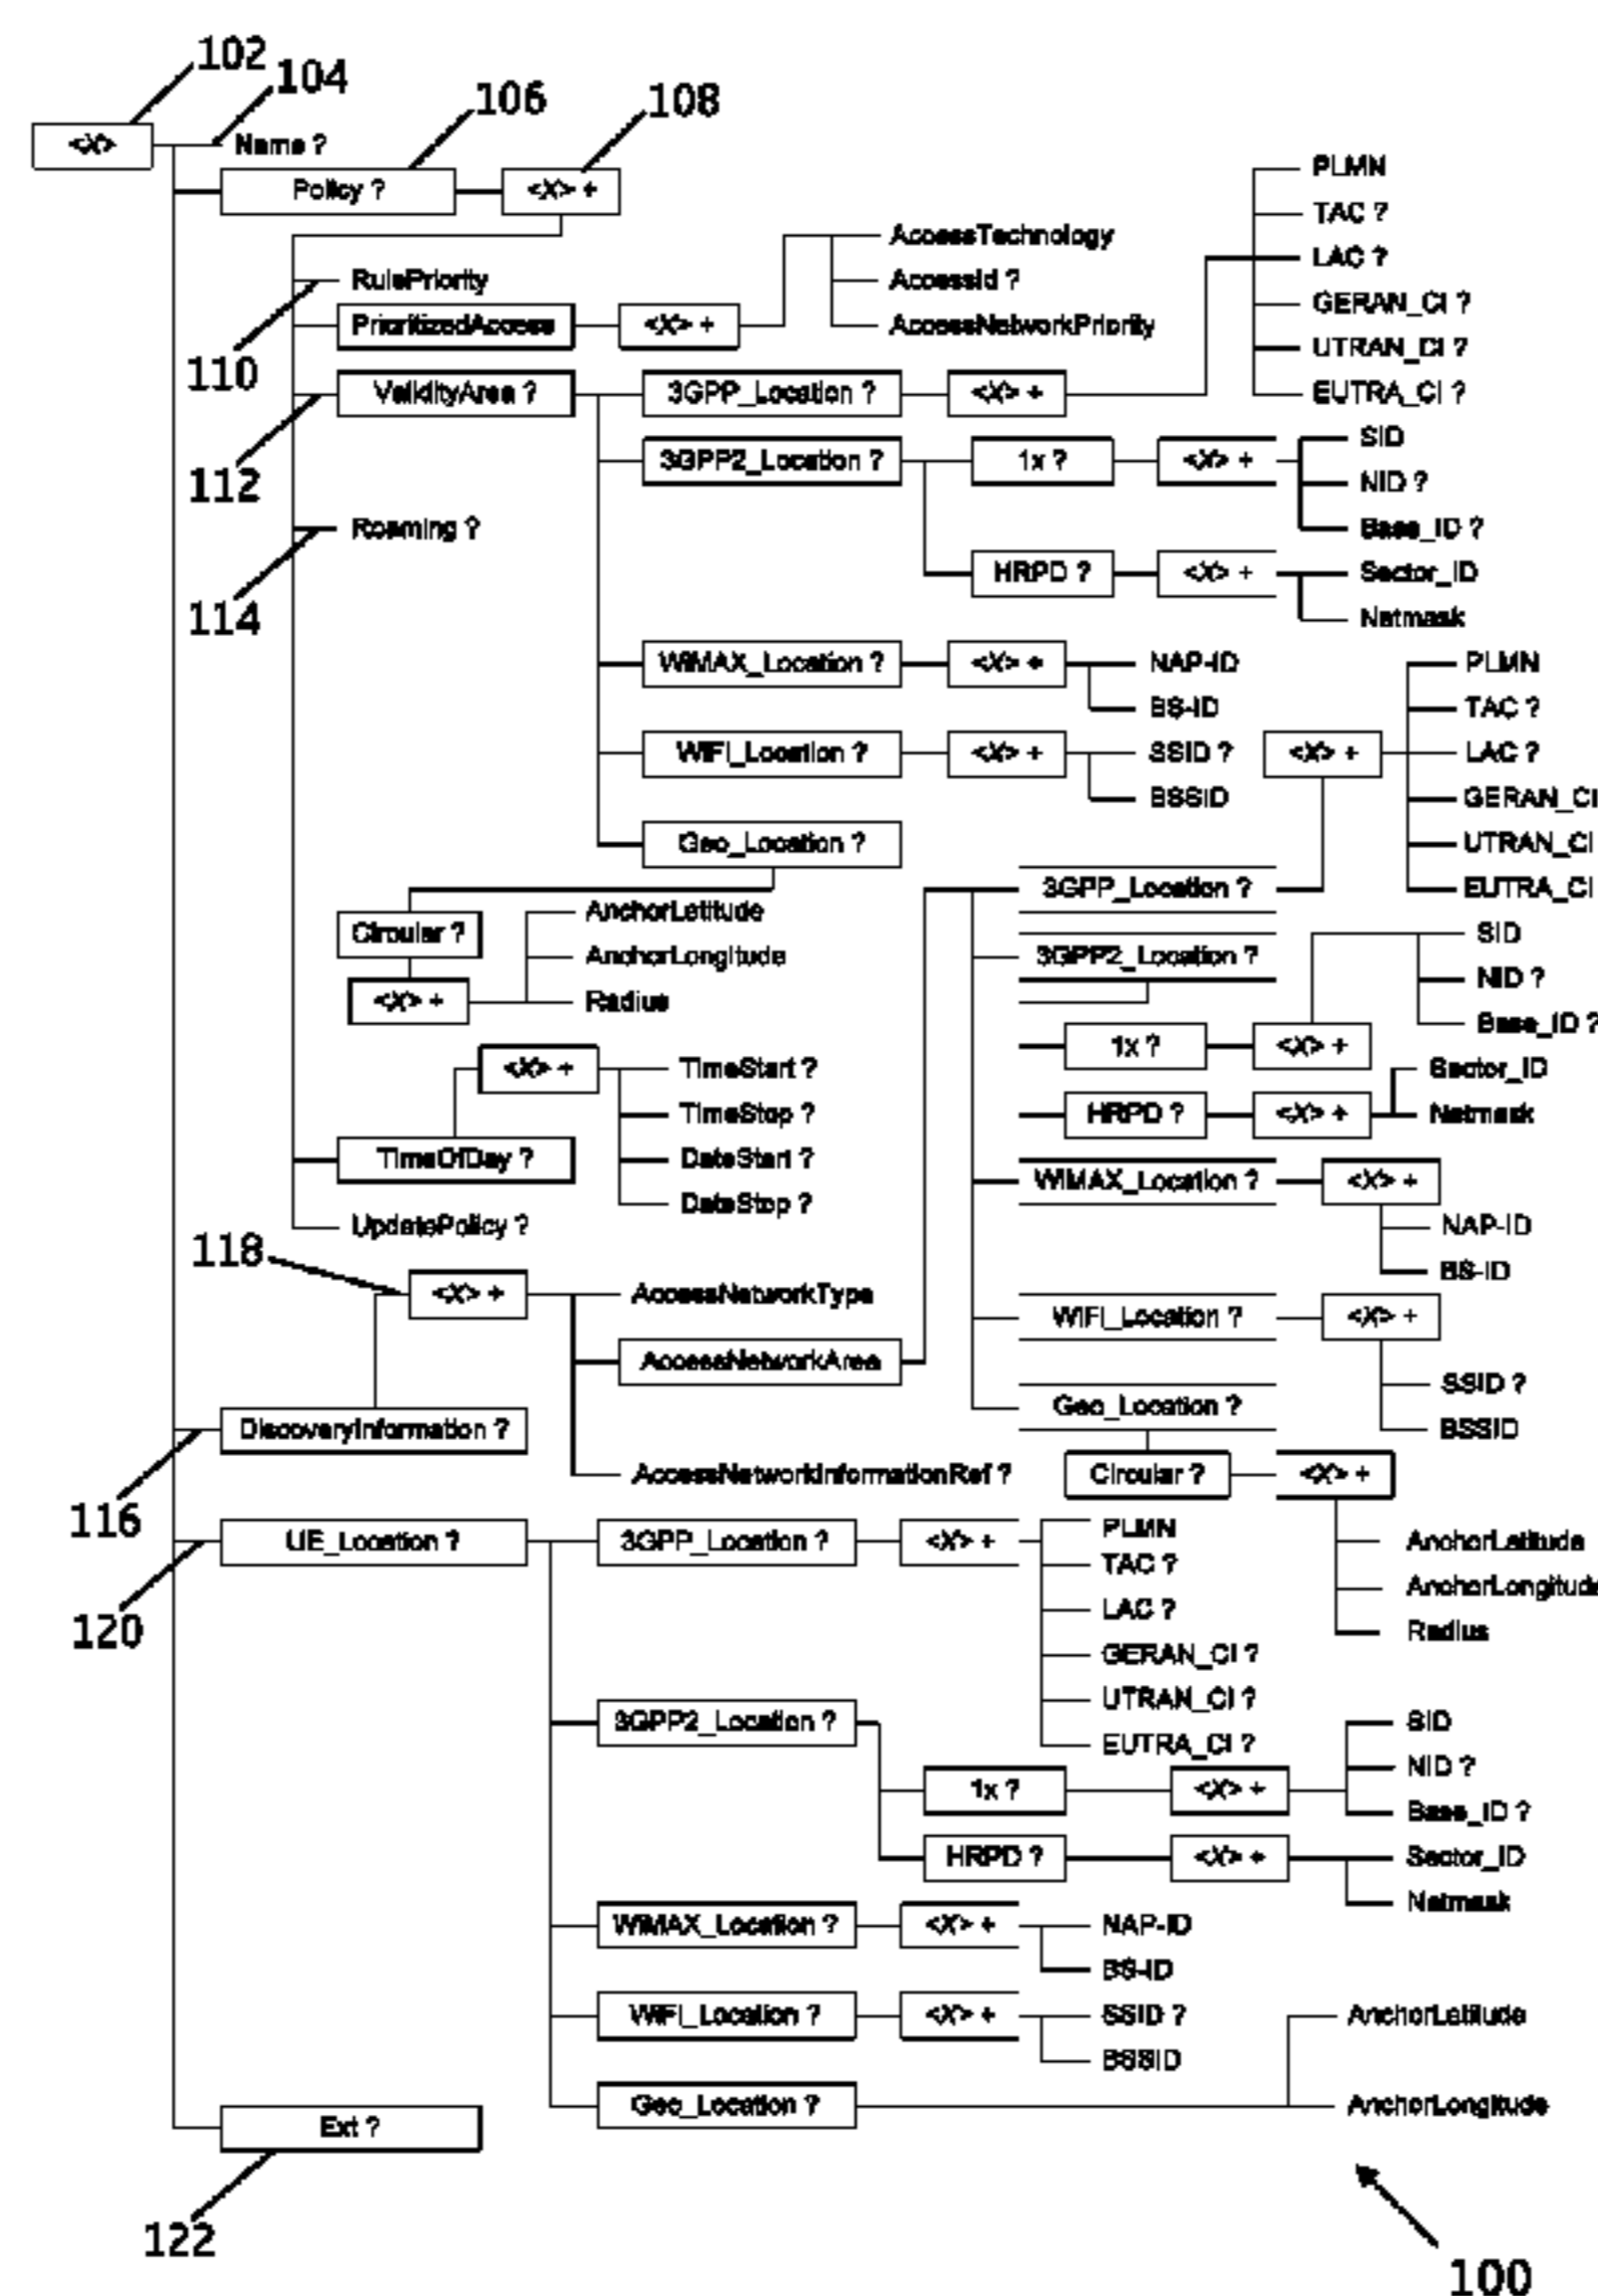 102
104
106
108
<X>
Name ?
Policy ?
<X> +
PLMN
TAC ?
LAC ?
GERAN_CI ?
UTRAN_CI ?
EUTRA_CI ?
AccessTechnology
AccessId ?
AccessNetworkPriority
RulePriority
PrioritizedAccess
<X> +
110
ValidityArea ?
3GPP_Location ?
<X> +
112
3GPP2_Location ?
1x ?
<X> +
SID
NID ?
Base_ID ?
Roaming ?
114
HRPD ?
<X> +
Sector_ID
Netmask
WiMAX_Location ?
<X> +
NAP-ID
BS-ID
WiFi_Location ?
<X> +
SSID ?
BSSID
Geo_Location ?
<X> +
PLMN
TAC ?
LAC ?
GERAN_CI
UTRAN_CI
EUTRA_CI
Circular ?
<X> +
AnchorLatitude
AnchorLongitude
Radius
3GPP_Location ?
3GPP2_Location ?
SID
NID ?
Base_ID ?
1x ?
<X> +
HRPD ?
<X> +
Sector_ID
Netmask
<X> +
TimeStart ?
TimeStop ?
DateStart ?
DateStop ?
TimeOfDay ?
UpdatePolicy ?
WiMAX_Location ?
<X> +
NAP-ID
BS-ID
118
<X> +
AccessNetworkType
AccessNetworkArea
AccessNetworkInformationRef ?
WiFi_Location ?
<X> +
SSID ?
BSSID
Geo_Location ?
Circular ?
<X> +
AnchorLatitude
AnchorLongitude
Radius
DiscoveryInformation ?
116
UE_Location ?
120
3GPP_Location ?
<X> +
PLMN
TAC ?
LAC ?
GERAN_CI ?
UTRAN_CI ?
EUTRA_CI ?
3GPP2_Location ?
1x ?
<X> +
SID
NID ?
Base_ID ?
HRPD ?
<X> +
Sector_ID
Netmask
WiMAX_Location ?
<X> +
NAP-ID
BS-ID
WiFi_Location ?
<X> +
SSID ?
BSSID
Geo_Location ?
AnchorLatitude
AnchorLongitude
Ext ?
122
100